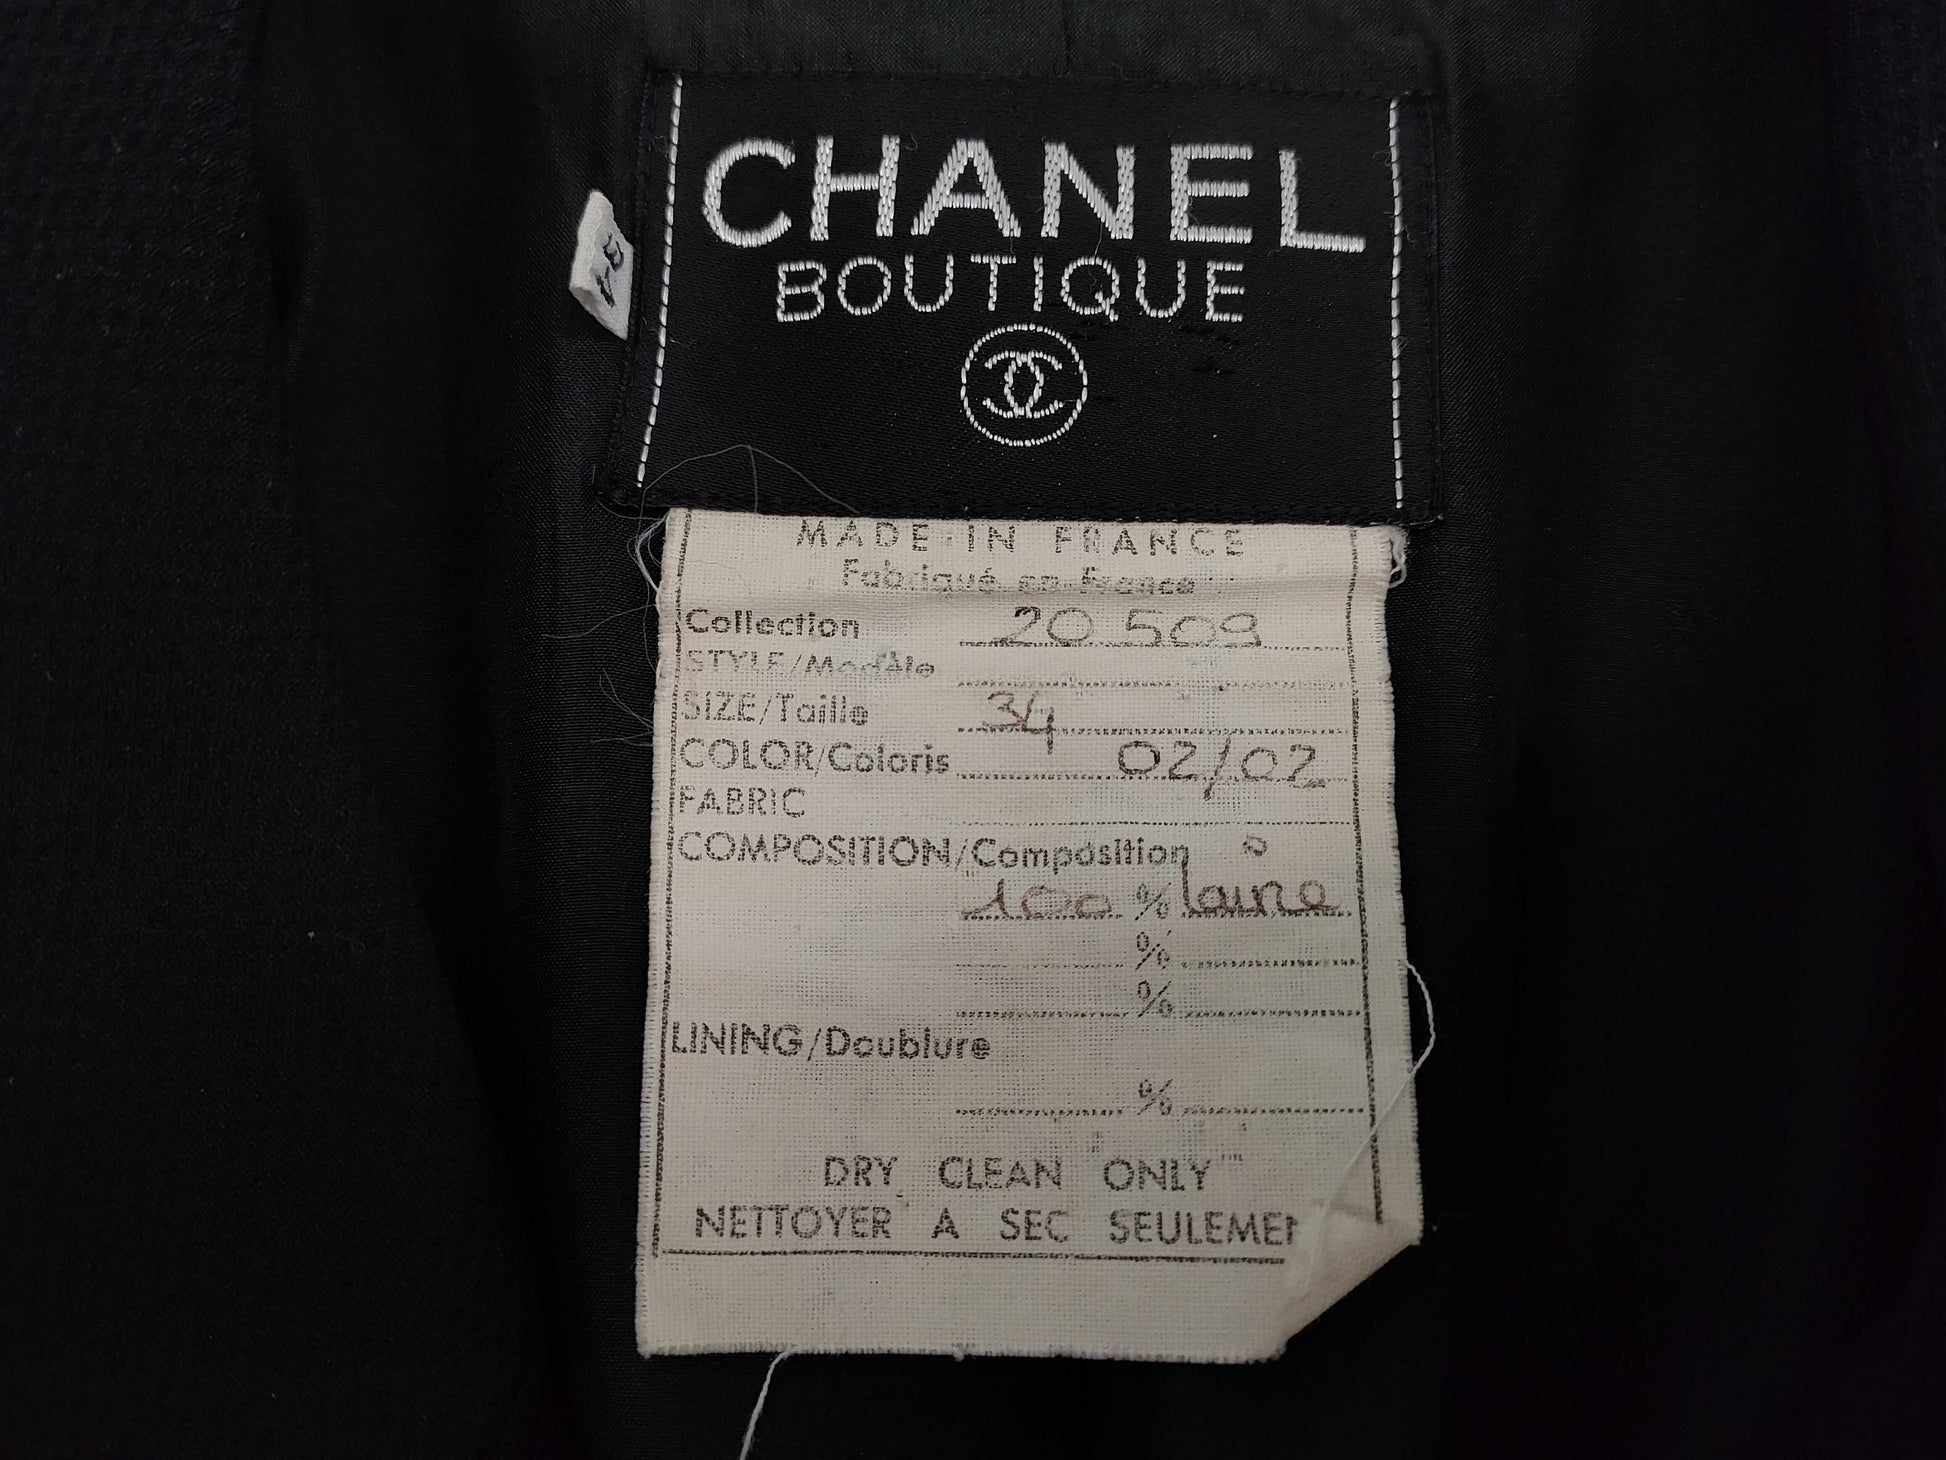 CHANEL
BOUTIQUE
MADE IN FRANCE
Fabriqué en France
Collection 20 509
STYLE/Modèle
SIZE/Taille 34
COLOR/Coloris 02/02
FABRIC
COMPOSITION/Composition
100 % laine
%
%
LINING/Doublure
%
DRY CLEAN "ONLY"
NETTOYER A SEC SEULEME